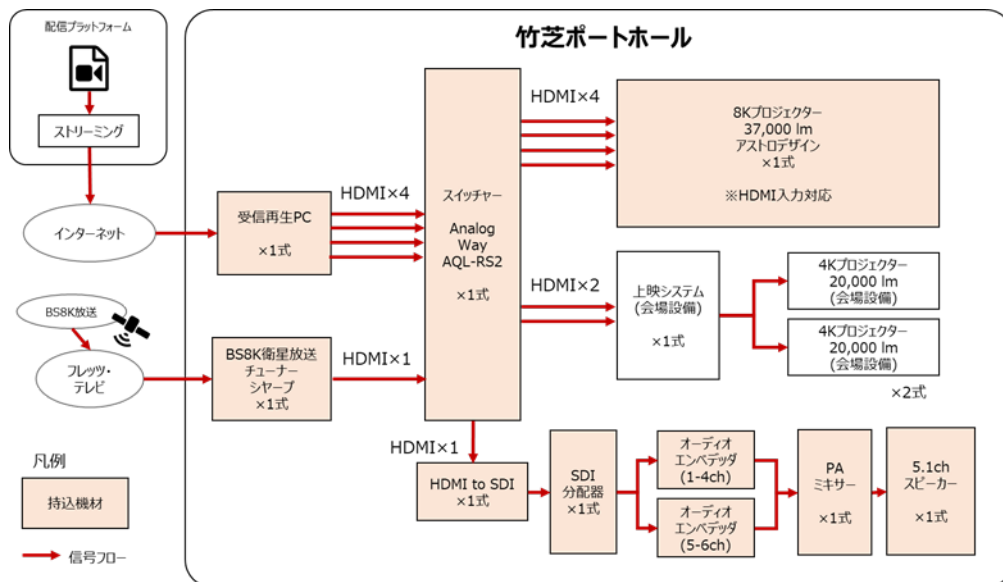 配信プラットフォーム
ストリーミング
インターネット
BS8K放送
フレッツ・
テレビ
凡例
持込機材
信号フロー
竹芝ポートホール
受信再生PC
×1式
HDMI×4
BS8K衛星放送
チューナー
シャープ
×1式
HDMI×1
スイッチャー
Analog
Way
AQL-RS2
×1式
HDMI×4
8Kプロジェクター
37,000 lm
アストロデザイン
×1式
※HDMI入力対応
HDMI×2
上映システム
(会場設備)
×1式
4Kプロジェクター
20,000 lm
(会場設備)
4Kプロジェクター
20,000 lm
(会場設備)
×2式
HDMI×1
HDMI to SDI
×1式
SDI
分配器
×1式
オーディオ
エンベデッダ
(1-4ch)
オーディオ
エンベデッダ
(5-6ch)
PA
ミキサー
×1式
5.1ch
スピーカー
×1式